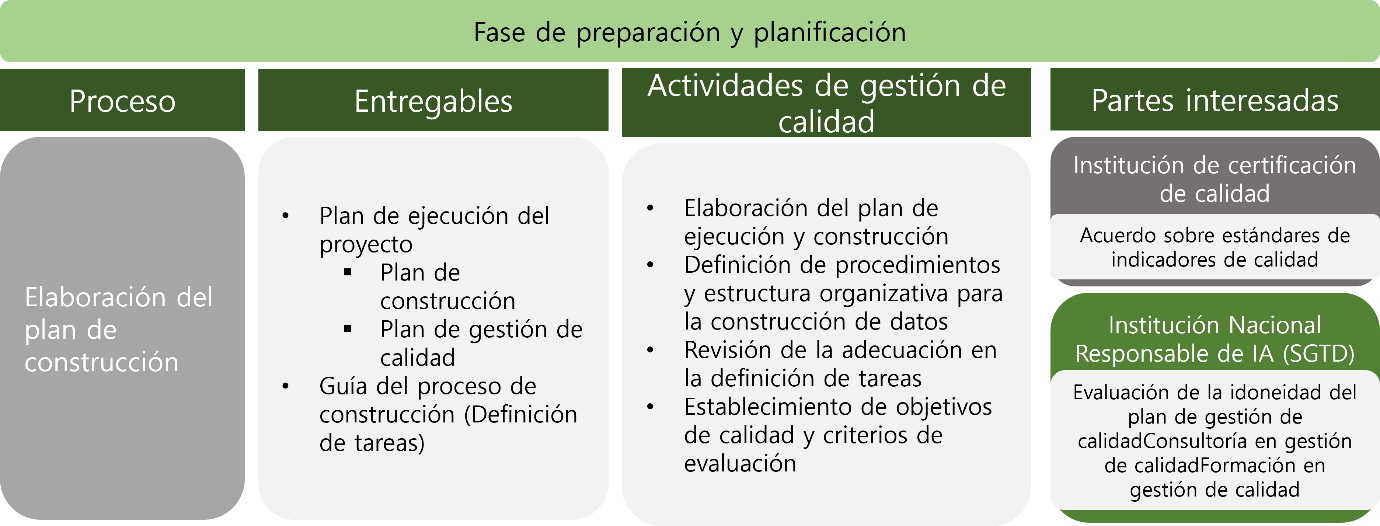 Fase de preparación y planificación
Proceso
Entregables
Actividades de gestión de
calidad
Partes interesadas
Elaboración del
plan de
construcción
• Plan de ejecución del
proyecto
▪ Plan de
construcción
▪ Plan de gestión de
calidad
• Guía del proceso de
construcción (Definición
de tareas)
• Elaboración del plan de
ejecución y construcción
• Definición de procedimientos
y estructura organizativa para
la construcción de datos
• Revisión de la adecuación en
la definición de tareas
• Establecimiento de objetivos
de calidad y criterios de
evaluación
Institución de certificación
de calidad
Acuerdo sobre estándares de
indicadores de calidad
Institución Nacional
Responsable de IA (SGTD)
Evaluación de la idoneidad del
plan de gestión de
calidadConsultoría en gestión
de calidadFormación en
gestión de calidad